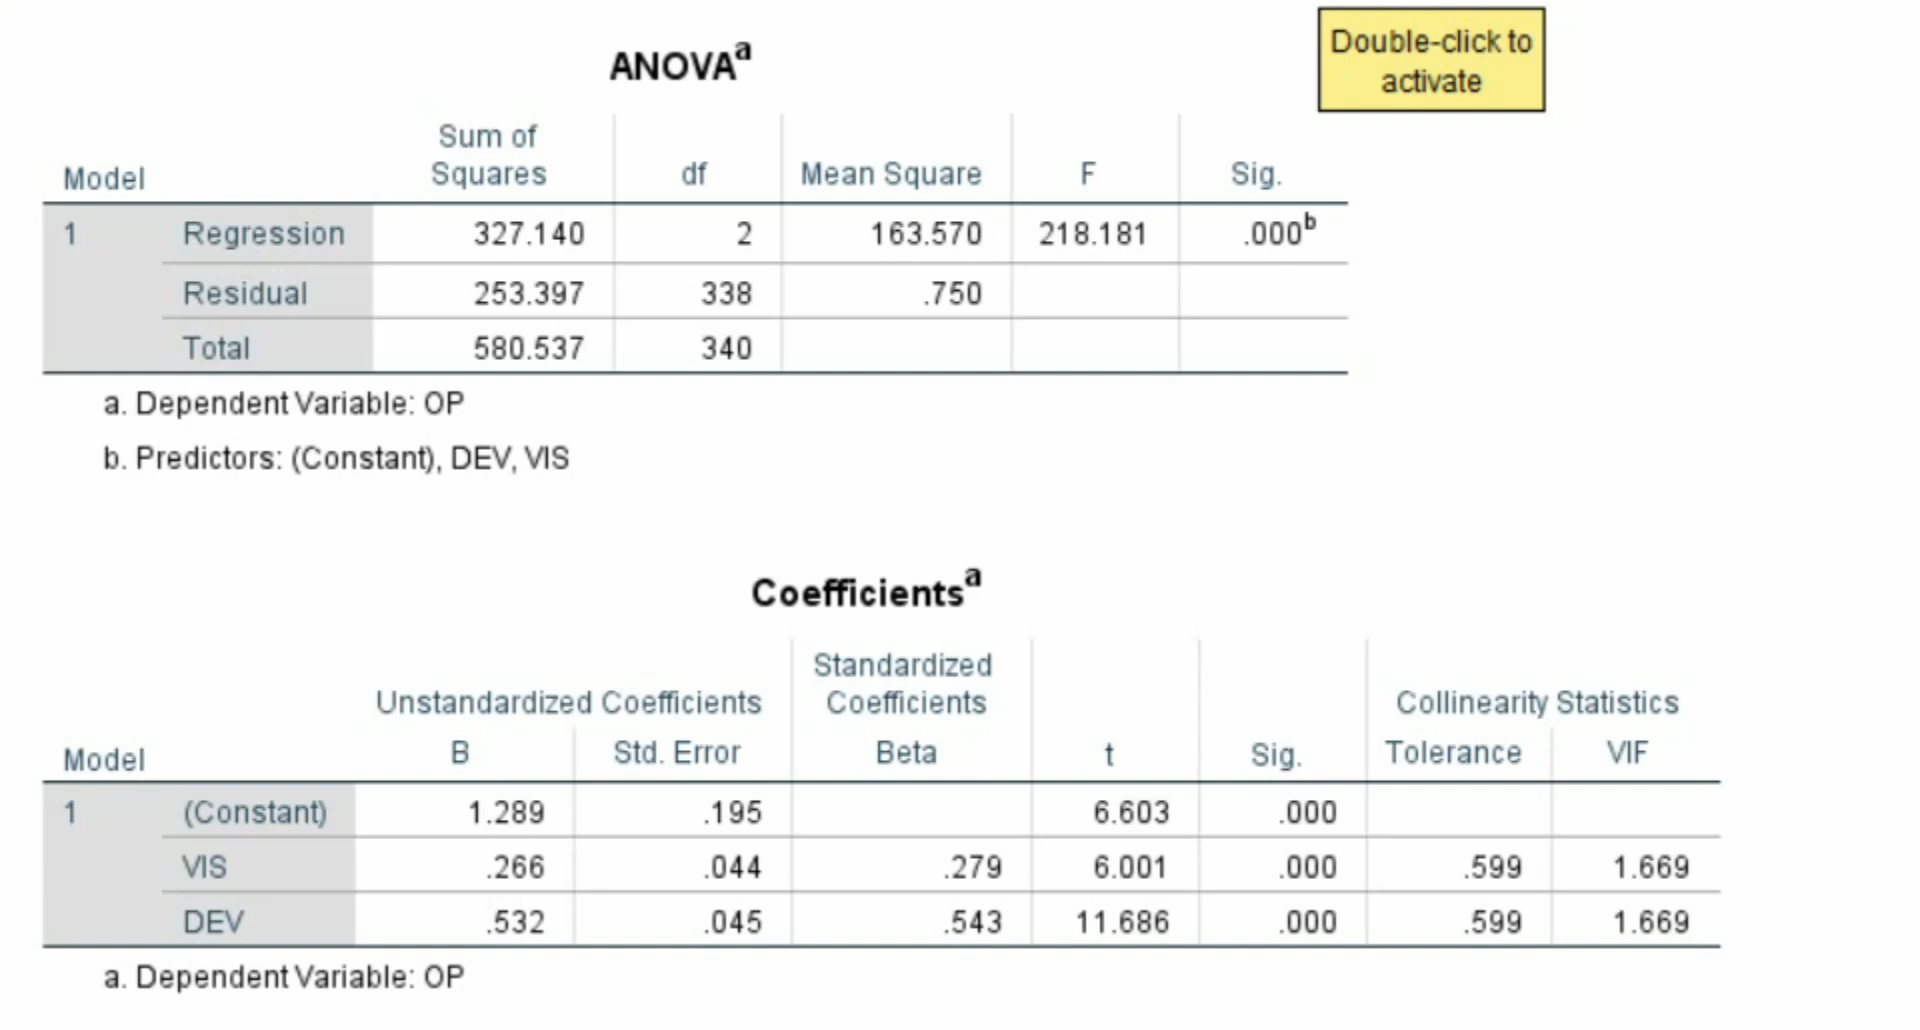 Double-click to
activate
ANOVAa
Sum of
Squares
Model df Mean Square F Sig.
1 Regression 327.140 2 163.570 218.181 .000b
Residual 253.397 338 .750
Total 580.537 340
a. Dependent Variable: OP
b. Predictors: (Constant), DEV, VIS
Coefficientsa
Unstandardized Coefficients Standardized
Coefficients Collinearity Statistics
Model B Std. Error Beta t Sig. Tolerance VIF
1 (Constant) 1.289 .195 6.603 .000
VIS .266 .044 .279 6.001 .000 .599 1.669
DEV .532 .045 .543 11.686 .000 .599 1.669
a. Dependent Variable: OP